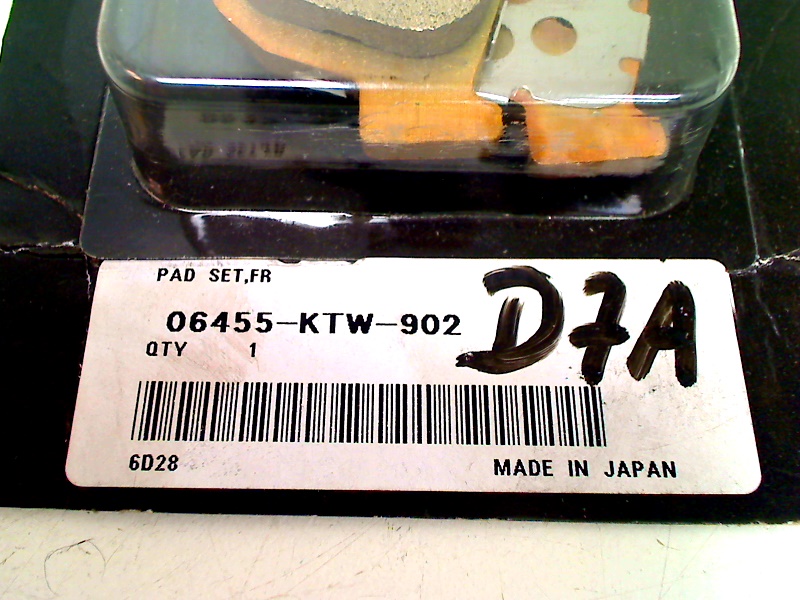 PAD SET,FR
06455-KTW-902
D7A
QTY 1
6D28
MADE IN JAPAN